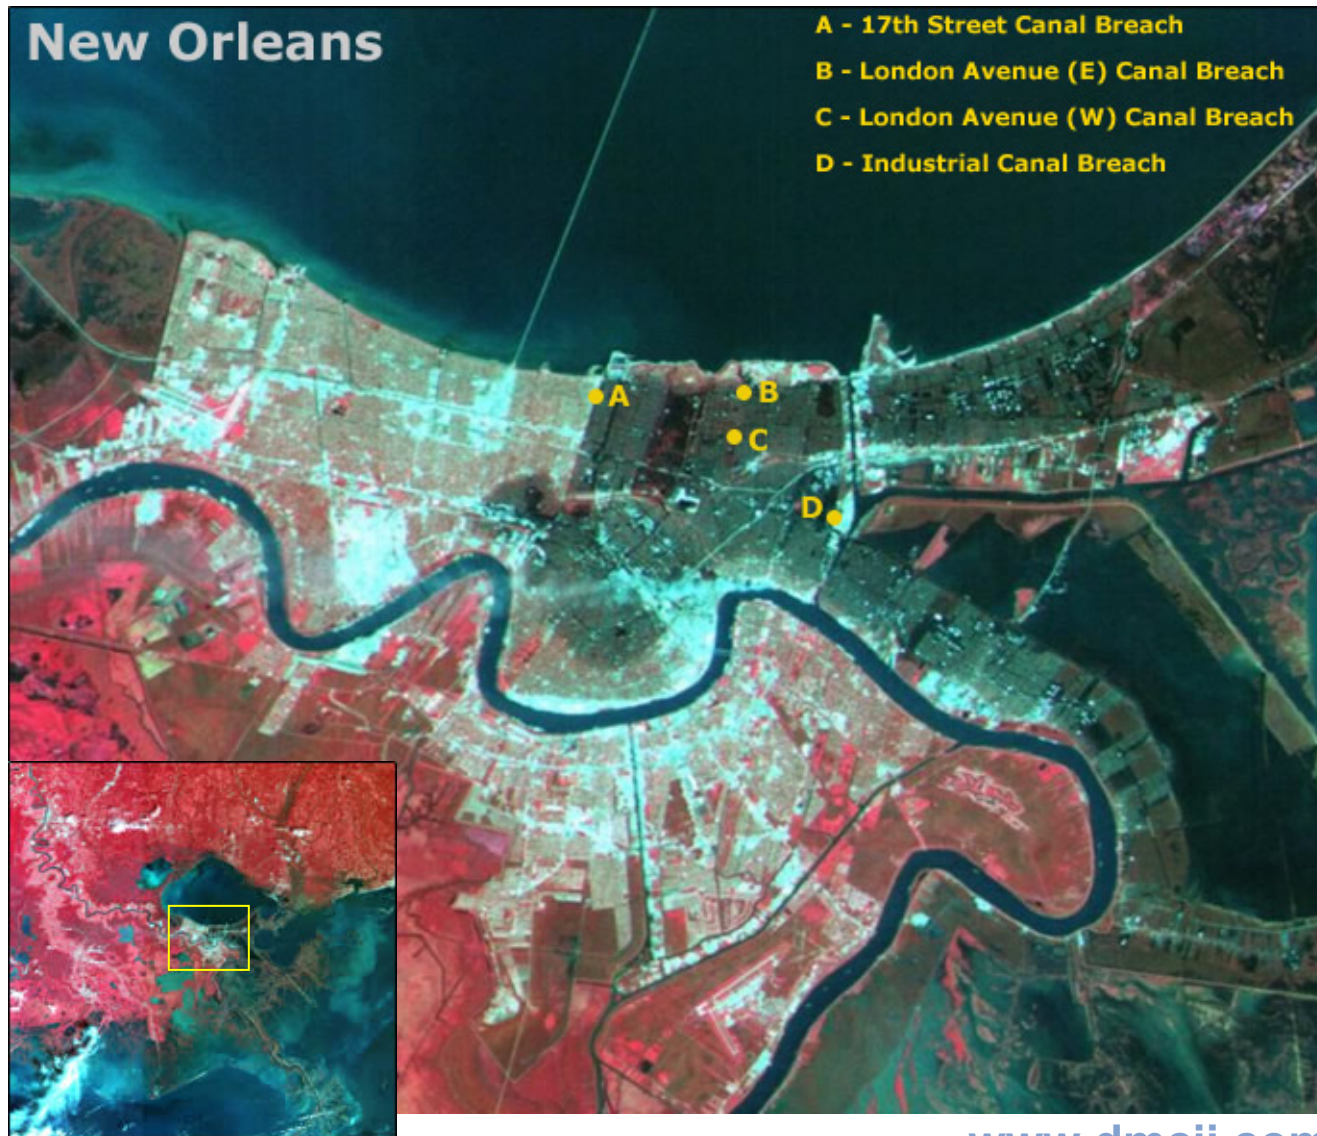 New Orleans
A - 17th Street Canal Breach
B - London Avenue (E) Canal Breach
C - London Avenue (W) Canal Breach
D - Industrial Canal Breach
A
B
C
D